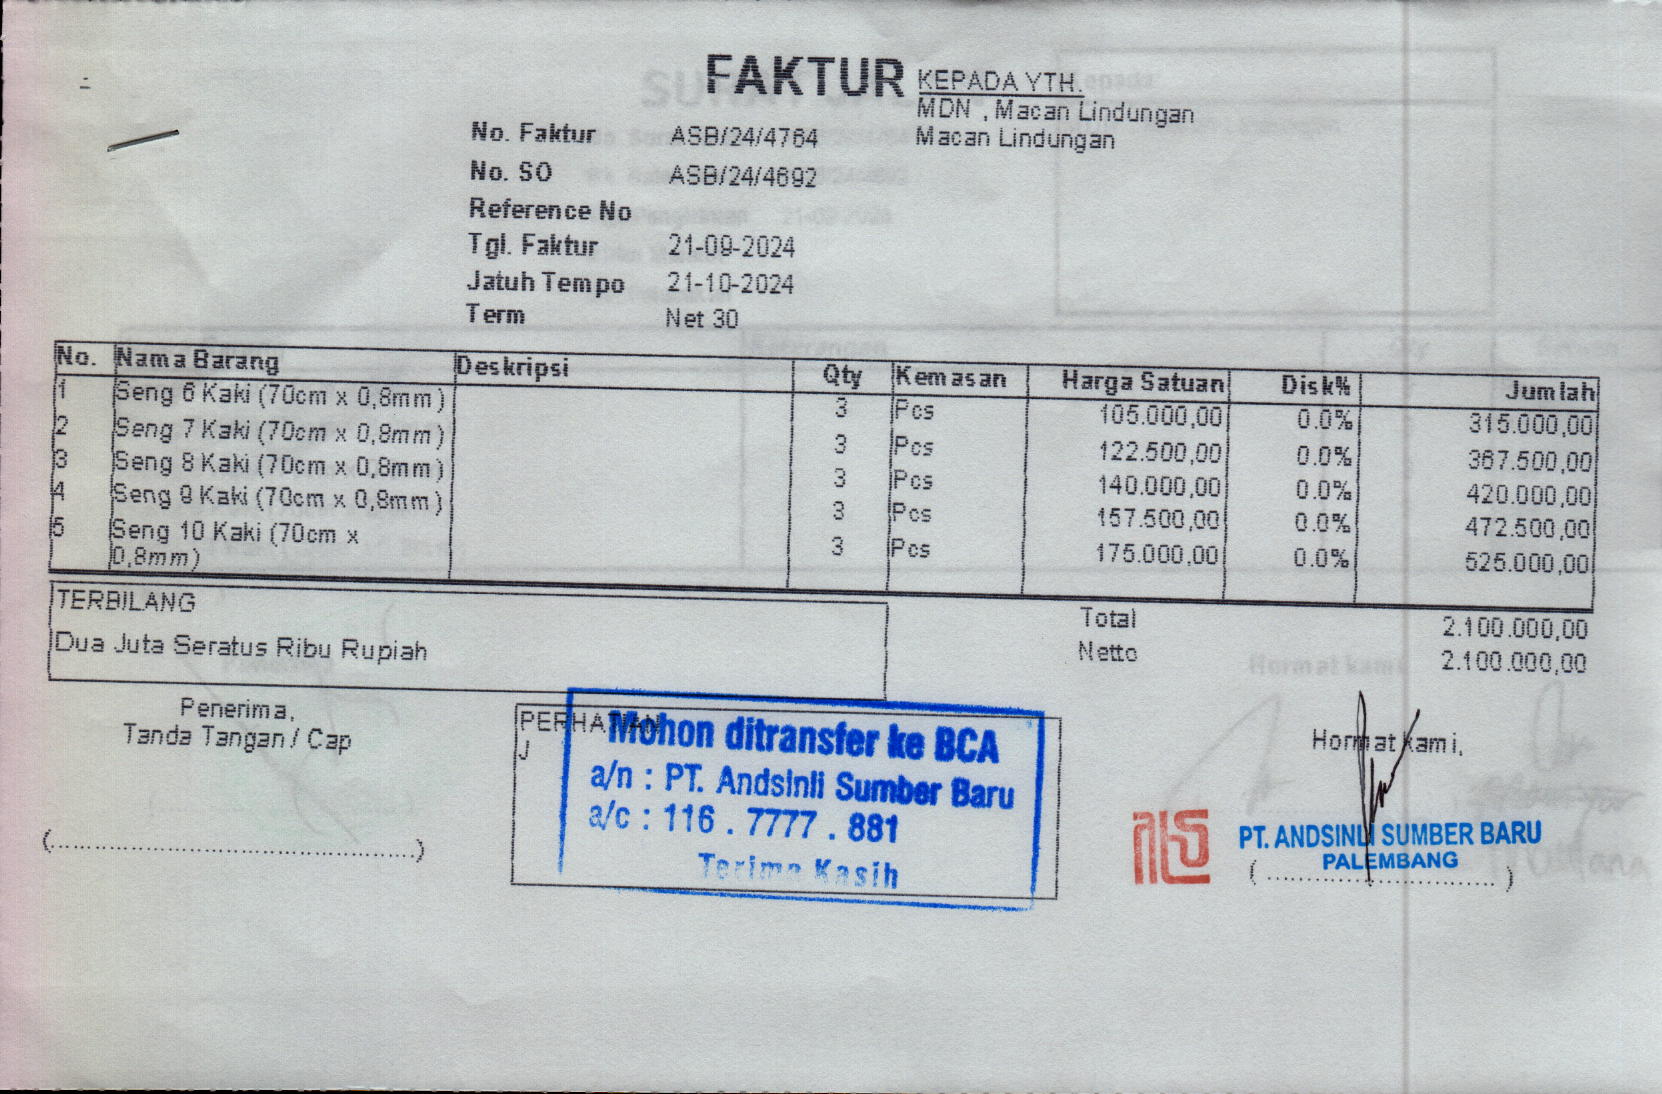 FAKTUR
KEPADA YTH.
MDN , Macan Lindungan
Macan Lindungan
No. Faktur ASB/24/4764
No. SO ASB/24/4692
Reference No
Tgl. Faktur 21-09-2024
Jatuh Tempo 21-10-2024
Term Net 30
No. Nama Barang Deskripsi Qty Kemasan Harga Satuan Disk% Jumlah
1 Seng 6 Kaki (70cm x 0,8mm) 3 Pcs 105.000,00 0.0% 315.000,00
2 Seng 7 Kaki (70cm x 0,8mm) 3 Pcs 122.500,00 0.0% 367.500,00
3 Seng 8 Kaki (70cm x 0,8mm) 3 Pcs 140.000,00 0.0% 420.000,00
4 Seng 9 Kaki (70cm x 0,8mm) 3 Pcs 157.500,00 0.0% 472.500,00
5 Seng 10 Kaki (70cm x 3 Pcs 175.000,00 0.0% 525.000,00
0,8mm)
TERBILANG
Dua Juta Seratus Ribu Rupiah
Total 2.100.000,00
Netto 2.100.000,00
Penerima,
Tanda Tangan / Cap
(...............................................)
PERHATIAN
J
Mohon ditransfer ke BCA
a/n : PT. Andsinli Sumber Baru
a/c : 116 . 7777 . 881
Terima Kasih
Hormat kami,
PT. ANDSINLI SUMBER BARU
PALEMBANG
(................................)